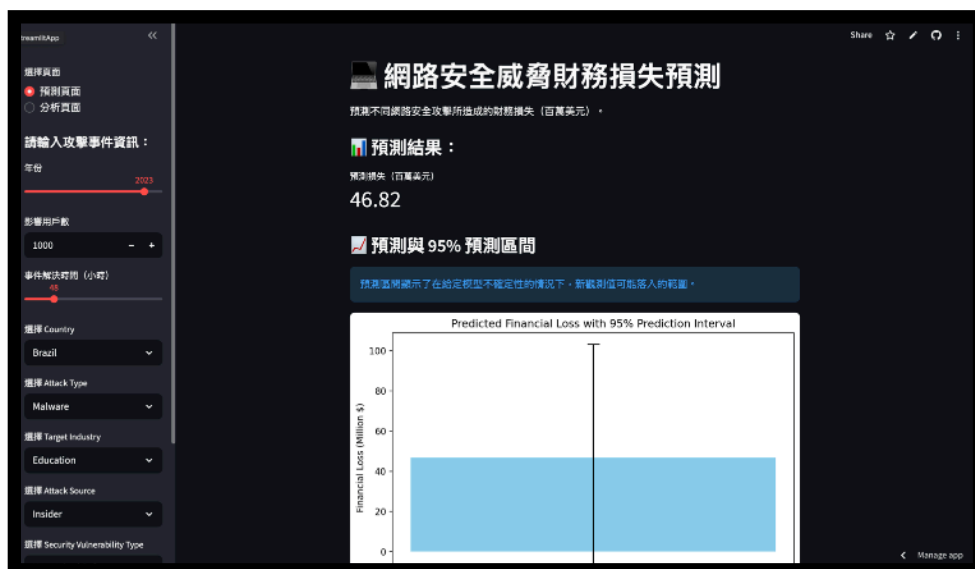 StreamlitApp
選擇頁面
預測頁面
分析頁面
請輸入攻擊事件資訊：
年份
2023
影響用戶數
1000
事件解決時間（小時）
48
選擇 Country
Brazil
選擇 Attack Type
Malware
選擇 Target Industry
Education
選擇 Attack Source
Insider
選擇 Security Vulnerability Type
Share
網路安全威脅財務損失預測
預測不同網路安全攻擊所造成的財務損失（百萬美元）。
預測結果：
預測損失（百萬美元）
46.82
預測與 95% 預測區間
預測區間顯示了在給定模型不確定性的情況下，新觀測值可能落入的範圍。
Predicted Financial Loss with 95% Prediction Interval
Financial Loss (Million $)
100
80
60
40
20
0
Manage app